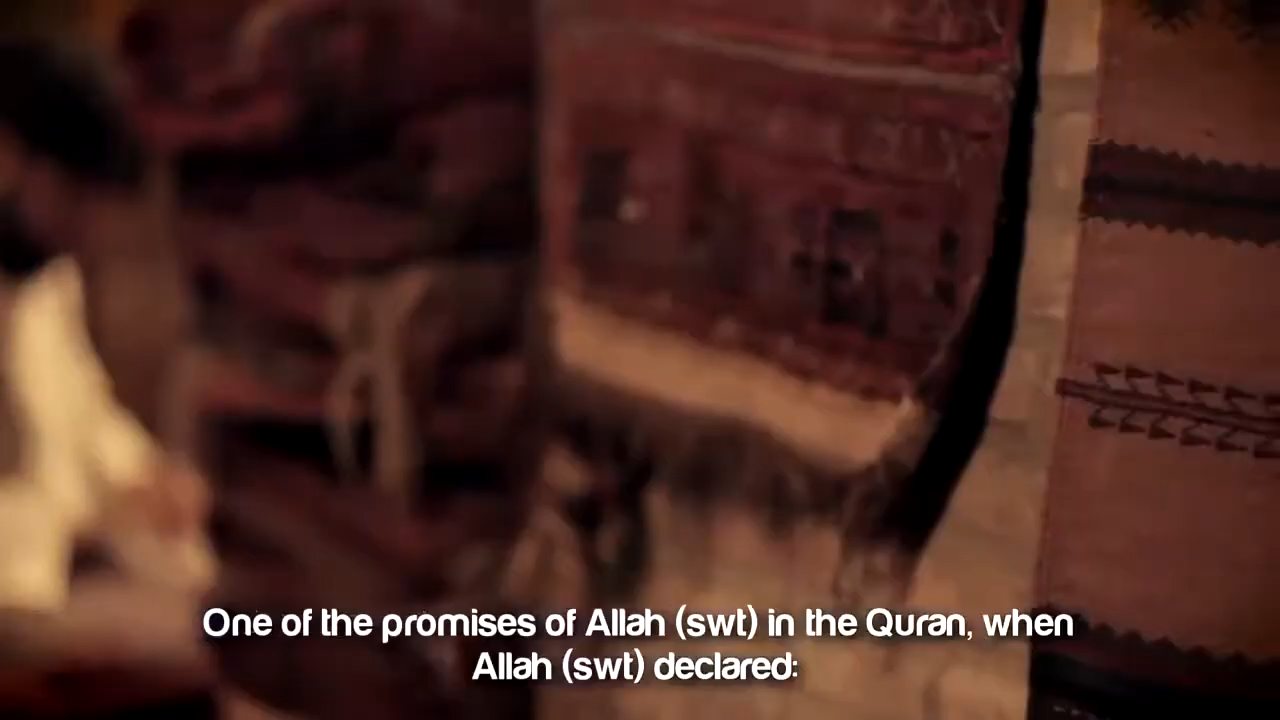 One of the promises of Allah (swt) in the Quran, when
Allah (swt) declared: